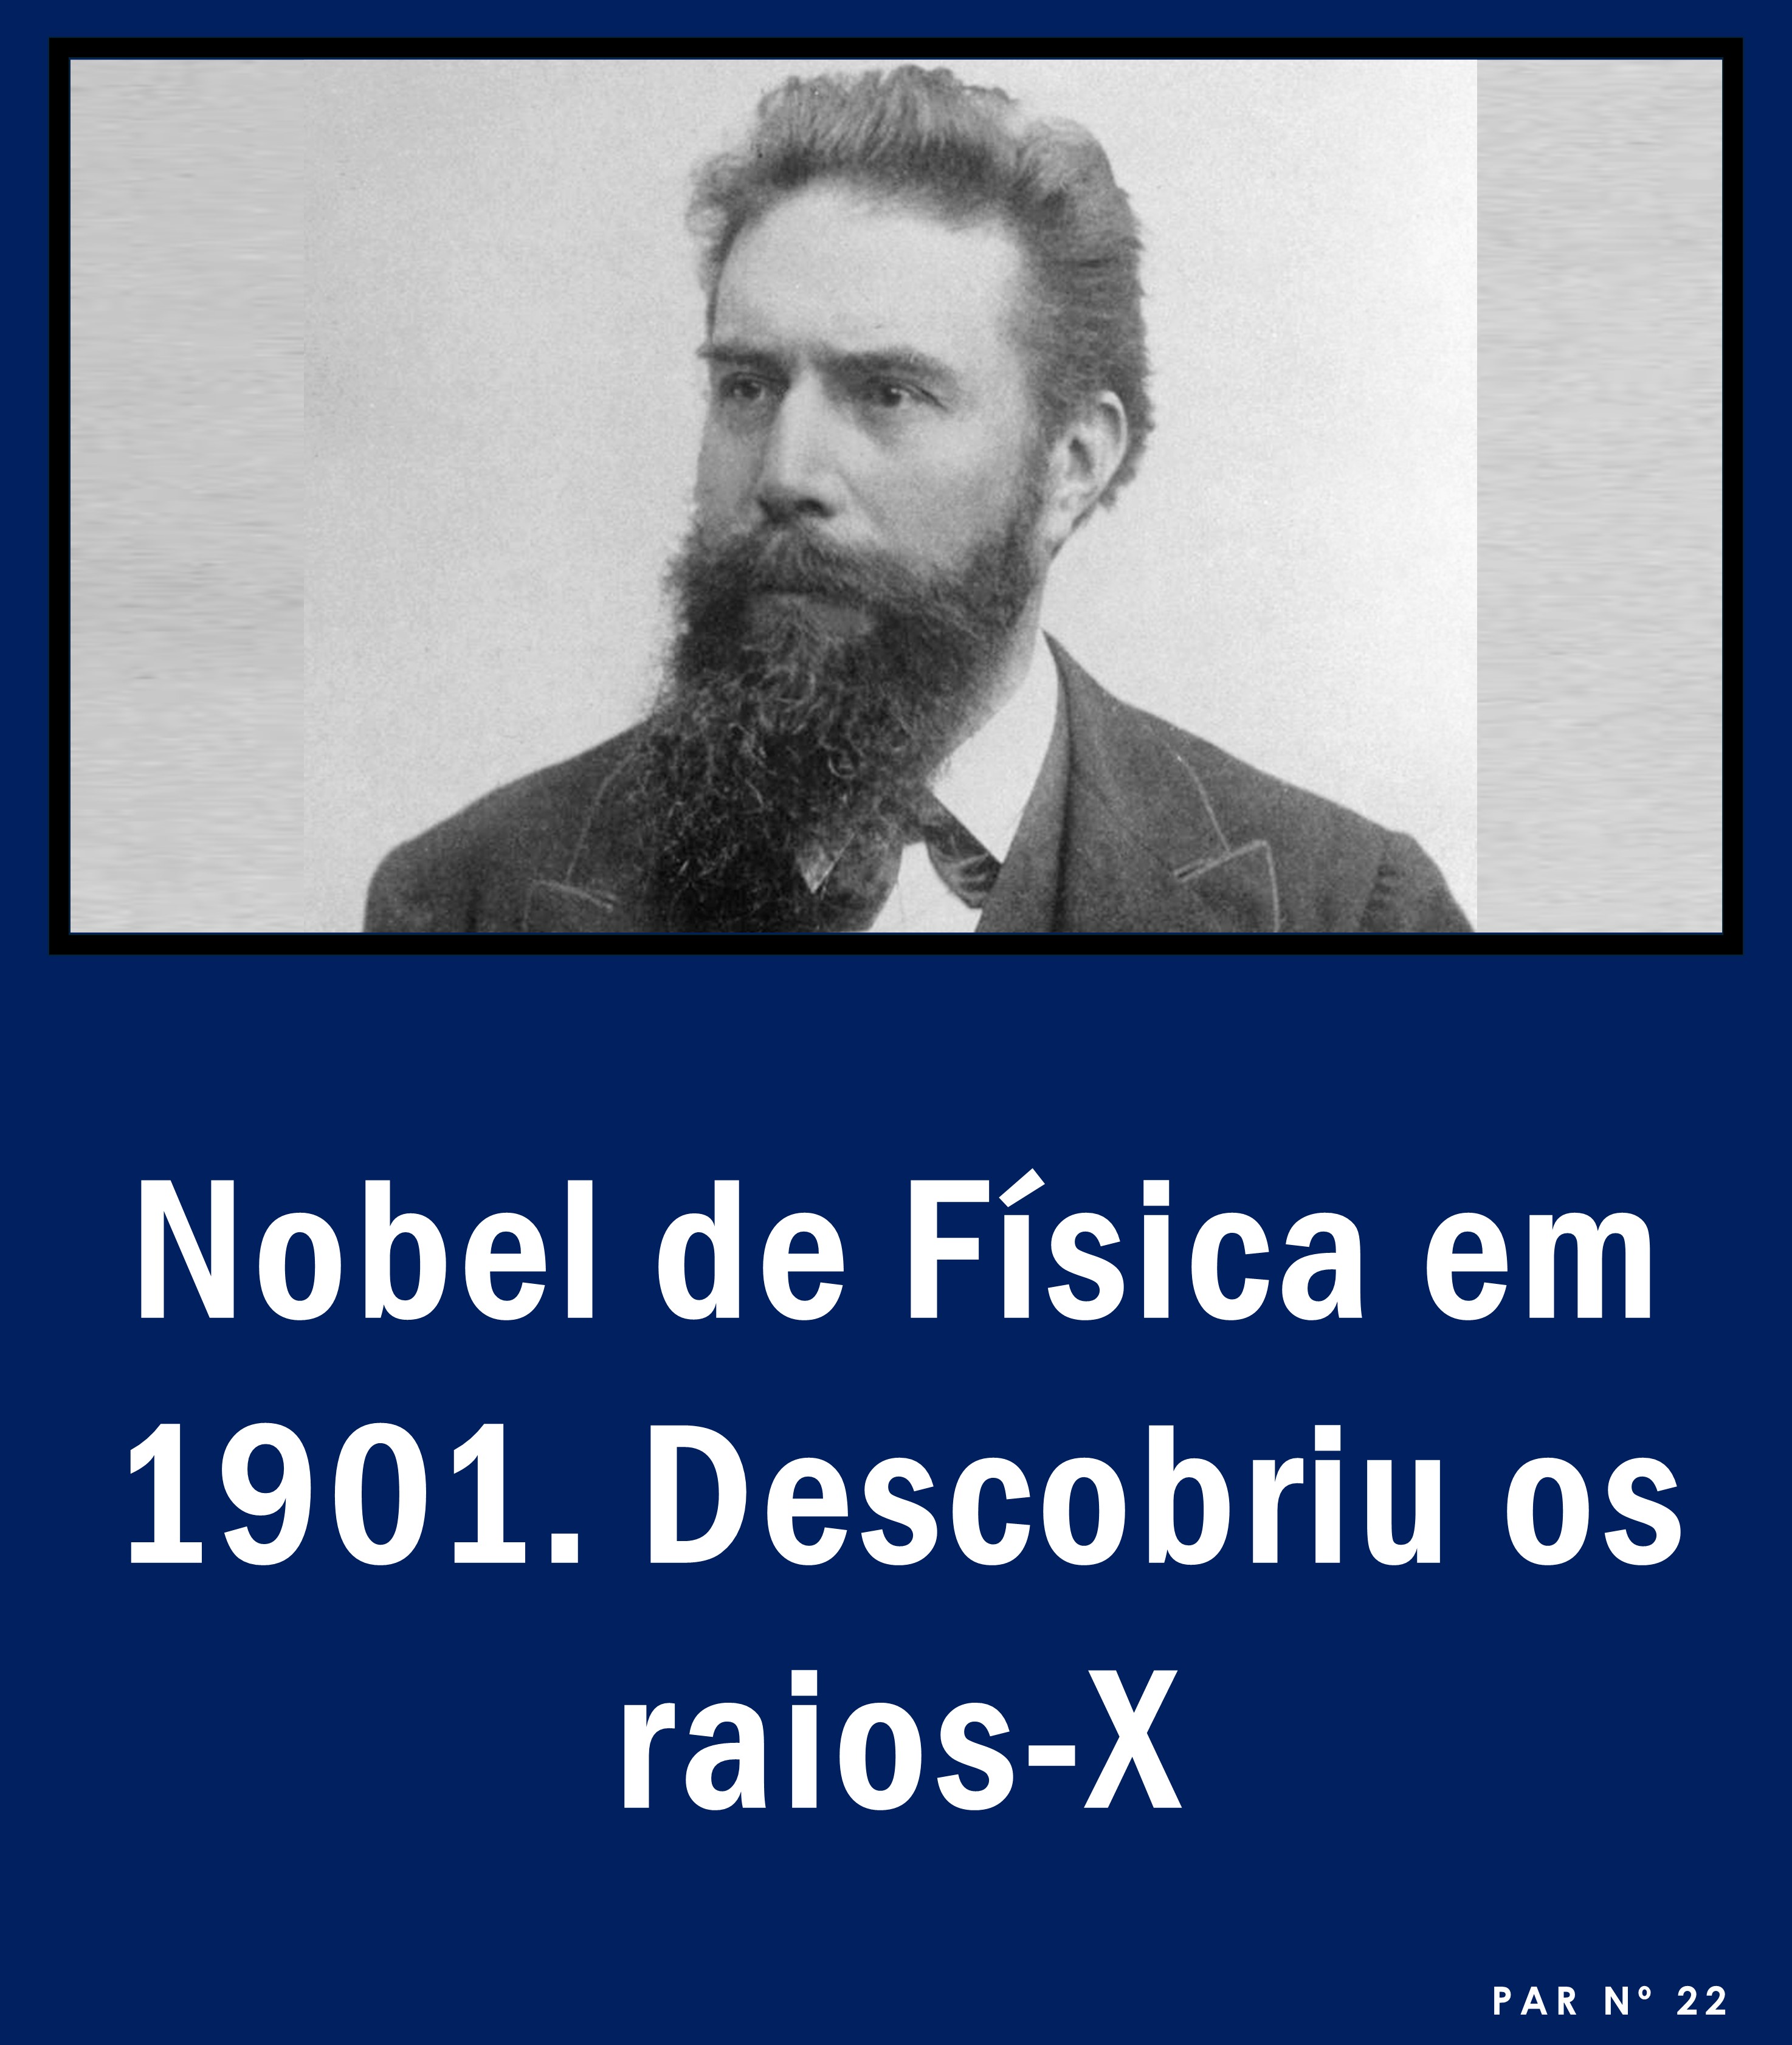 Nobel de Física em
1901. Descobriu os
raios-X
PAR Nº 22